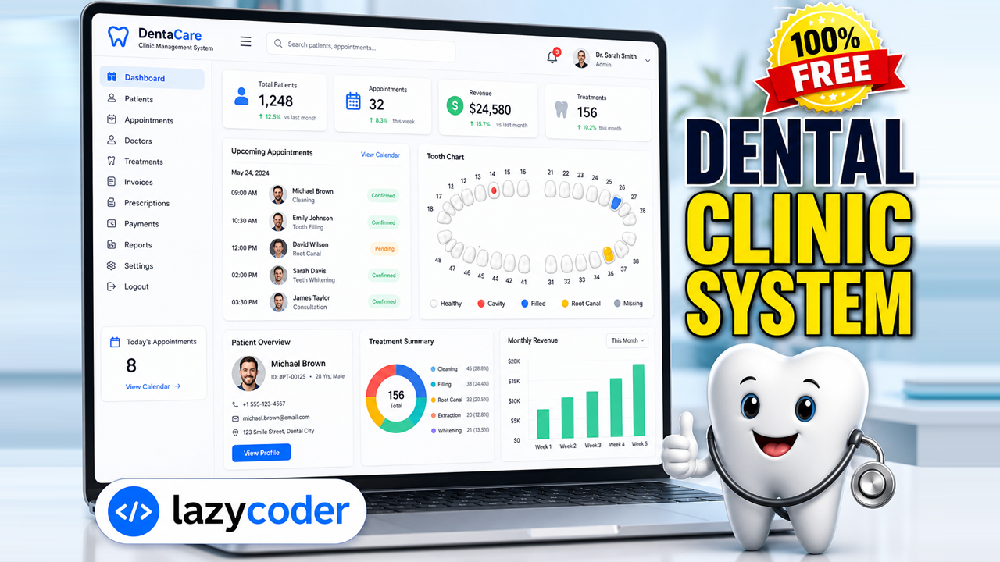 DentaCare
Clinic Management System
Search patients, appointments...
3
Dr. Sarah Smith
Admin
Dashboard
Patients
Appointments
Doctors
Treatments
Invoices
Prescriptions
Payments
Reports
Settings
Logout
Today's Appointments
8
View Calendar →
Total Patients
1,248
↑ 12.5% vs last month
Appointments
32
↑ 8.3% this week
Revenue
$
$24,580
↑ 15.7% vs last month
Treatments
156
↑ 10.2% this month
Upcoming Appointments
View Calendar
May 24, 2024
09:00 AM Michael Brown Confirmed
Cleaning
10:30 AM Emily Johnson Confirmed
Tooth Filling
12:00 PM David Wilson Pending
Root Canal
02:00 PM Sarah Davis Confirmed
Teeth Whitening
03:30 PM James Taylor Confirmed
Consultation
Tooth Chart
18 17 12 12 13 14 15 16 21 22 23 24 25 26 27 28
48 47 46 45 44 42 41 31 32 33 34 35 37 38
Healthy Cavity Filled Root Canal Missing
Patient Overview
Michael Brown
ID: #PT-00125 • 28 Yrs, Male
+1 555-123-4567
michael.brown@email.com
123 Smile Street, Dental City
View Profile
Treatment Summary
156
Total
Cleaning 45 (28.8%)
Filling 38 (24.4%)
Root Canal 32 (20.5%)
Extraction 20 (12.8%)
Whitening 21 (13.5%)
Monthly Revenue
This Month
$20K
$15K
$10K
$5K
$0
Week 1 Week 2 Week 3 Week 4 Week 5
</> lazycoder
100%
FREE
DENTAL
CLINIC
SYSTEM